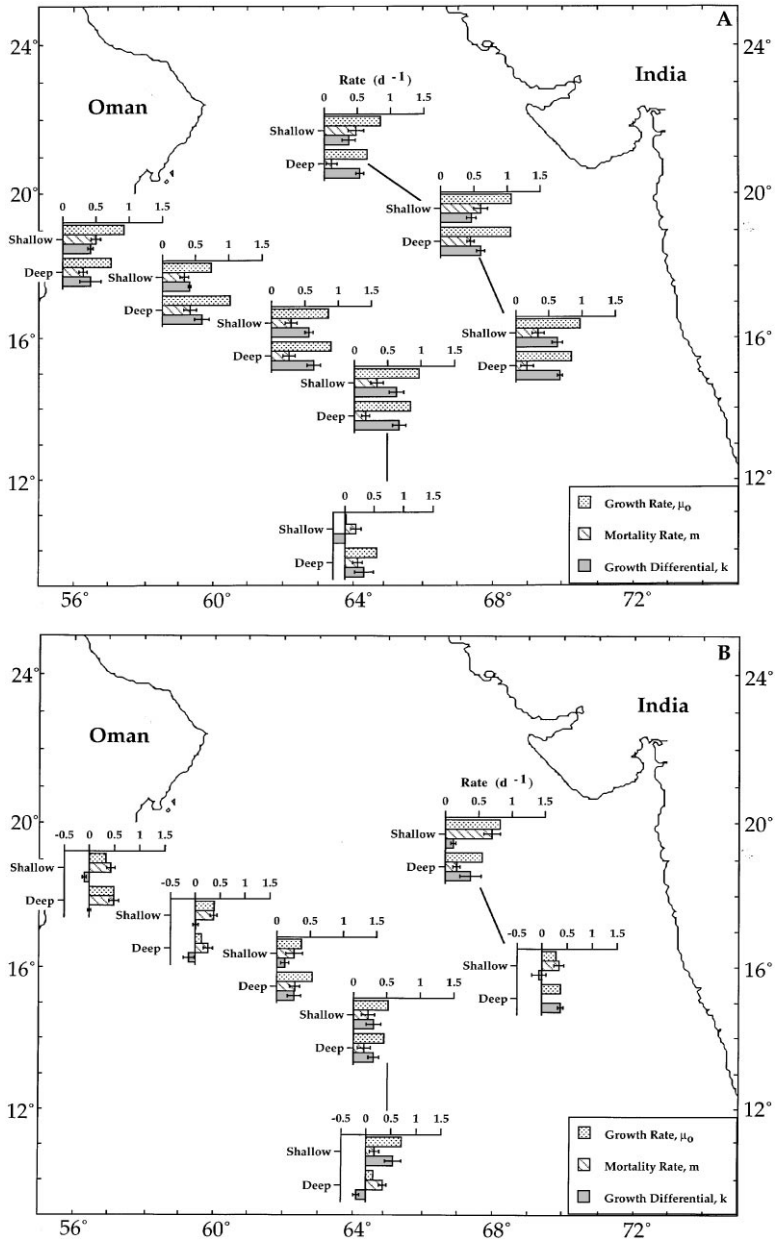 A
24°
24°
Oman
India
Rate (d -1)
0 0.5 1 1.5
Shallow
Deep
20°
20°
0 0.5 1 1.5
Shallow
Deep
0 0.5 1 1.5
Shallow
Deep
0 0.5 1 1.5
Shallow
Deep
0 0.5 1 1.5
Shallow
Deep
0 0.5 1 1.5
Shallow
Deep
16°
16°
0 0.5 1 1.5
Shallow
Deep
12°
12°
0 0.5 1 1.5
Shallow
Deep
Growth Rate, μo
Mortality Rate, m
Growth Differential, k
56° 60° 64° 68° 72°
B
24°
24°
Oman
India
Rate (d -1)
0 0.5 1 1.5
Shallow
Deep
20°
20°
-0.5 0 0.5 1 1.5
Shallow
Deep
-0.5 0 0.5 1 1.5
Shallow
Deep
0 0.5 1 1.5
Shallow
Deep
-0.5 0 0.5 1 1.5
Shallow
Deep
16°
16°
0 0.5 1 1.5
Shallow
Deep
12°
12°
-0.5 0 0.5 1 1.5
Shallow
Deep
Growth Rate, μo
Mortality Rate, m
Growth Differential, k
56° 60° 64° 68° 72°